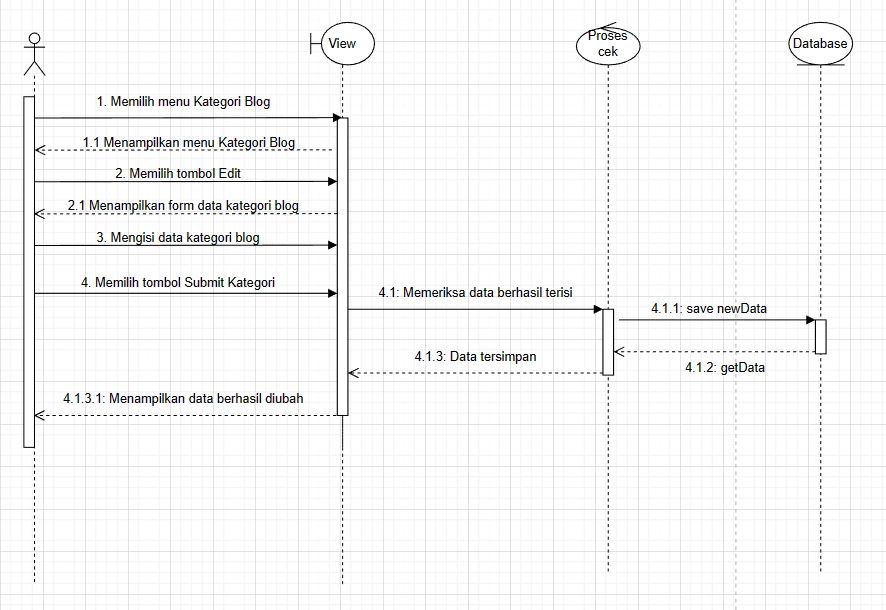 View
Proses
cek
Database
1. Memilih menu Kategori Blog
1.1 Menampilkan menu Kategori Blog
2. Memilih tombol Edit
2.1 Menampilkan form data kategori blog
3. Mengisi data kategori blog
4. Memilih tombol Submit Kategori
4.1: Memeriksa data berhasil terisi
4.1.1: save newData
4.1.2: getData
4.1.3: Data tersimpan
4.1.3.1: Menampilkan data berhasil diubah